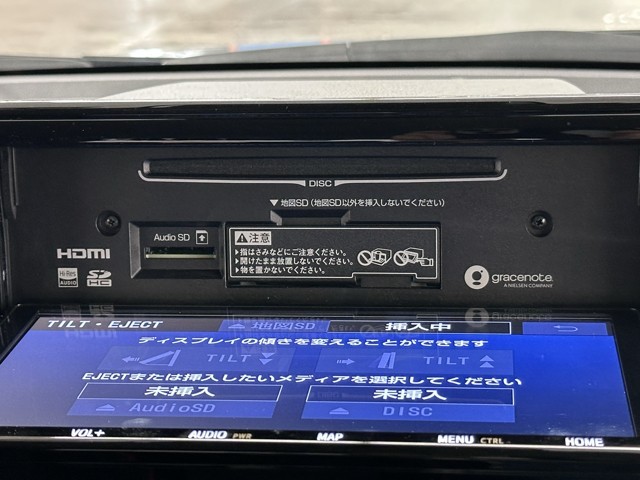 DISC
▼地図SD(地図SD以外を挿入しないでください)
Audio SD
⚠注意
▶指はさみなどにご注意ください。
▶開けたまま放置しないでください。
▶物を置かないでください。
HDMI
Hi-Res AUDIO
SD HC
gracenote.
A NIELSEN COMPANY
TILT・EJECT
地図SD
挿入中
ディスプレイの傾きを変えることができます
TILT
TILT
EJECTまたは挿入したいメディアを選択してください
未挿入
未挿入
AudioSD
DISC
VOL+
AUDIO PWR
MAP
MENU CTRL
HOME